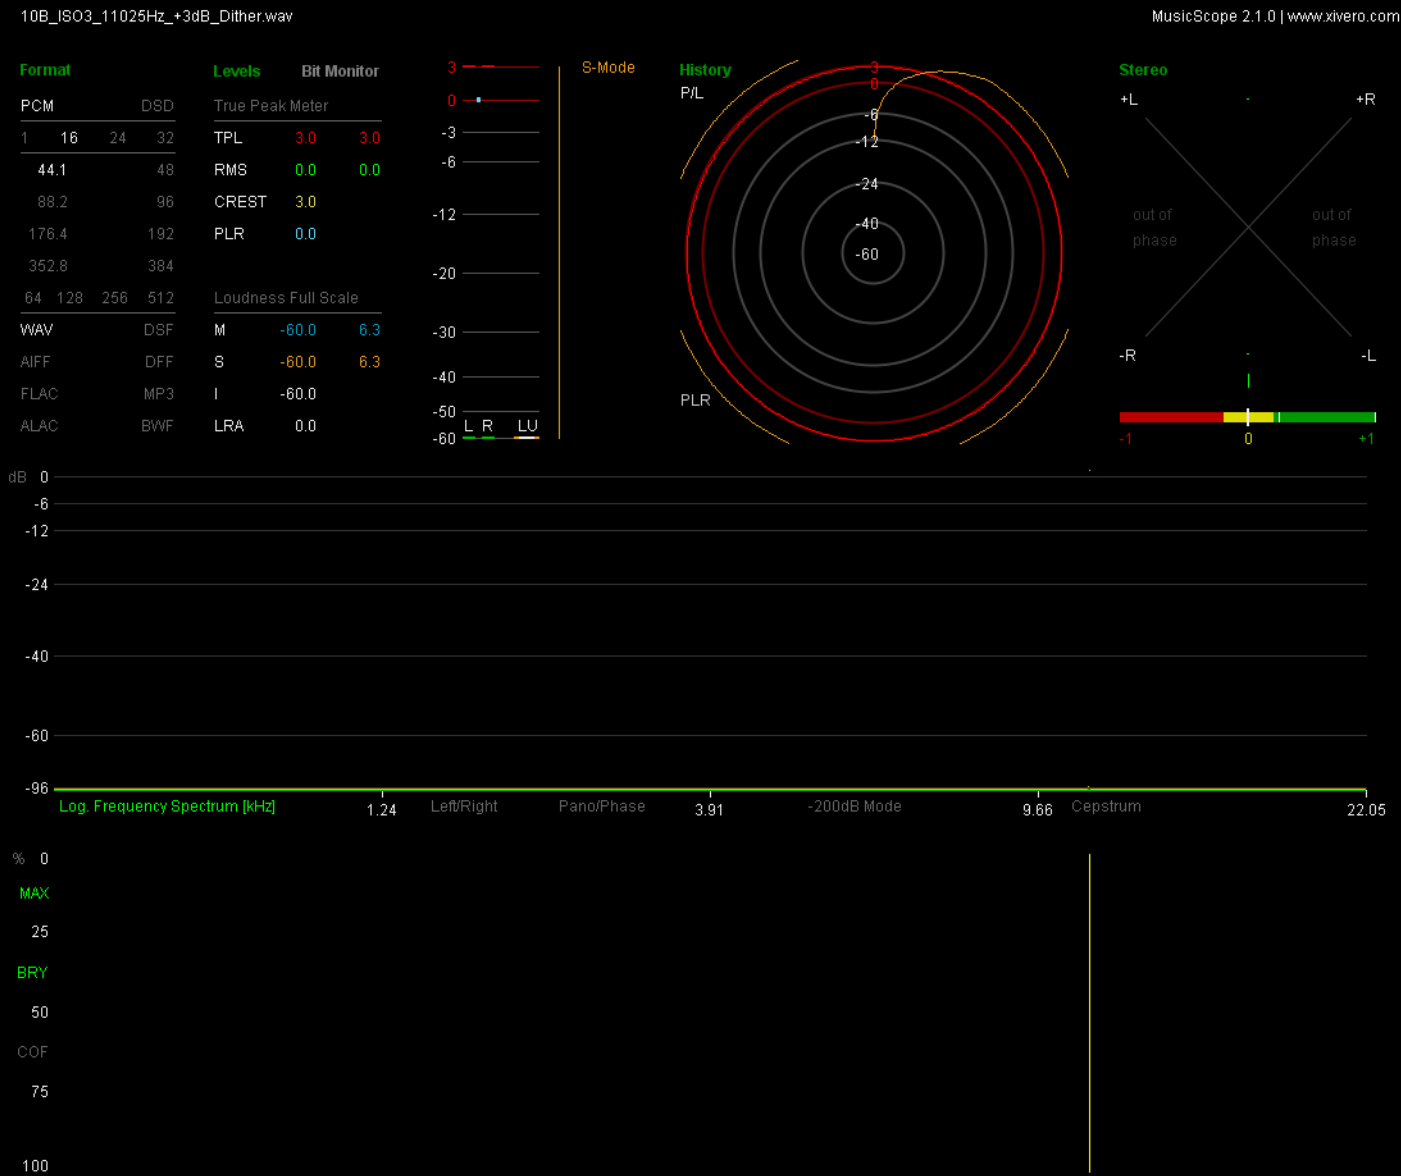 10B_ISO3_11025Hz_+3dB_Dither.wav
MusicScope 2.1.0 | www.xivero.com
Format
PCM DSD
1 16 24 32
44.1 48
88.2 96
176.4 192
352.8 384
64 128 256 512
WAV DSF
AIFF DFF
FLAC MP3
ALAC BWF
Levels Bit Monitor
True Peak Meter
TPL 3.0 3.0
RMS 0.0 0.0
CREST 3.0
PLR 0.0
Loudness Full Scale
M -60.0 6.3
S -60.0 6.3
I -60.0
LRA 0.0
3
0
-3
-6
-12
-20
-30
-40
-50
L R LU
-60
S-Mode
History
P/L
3
0
-6
-12
-24
-40
-60
PLR
Stereo
+L - +R
out of phase
out of phase
-R - -L
-1 0 +1
dB 0
-6
-12
-24
-40
-60
-96
Log. Frequency Spectrum [kHz] 1.24 Left/Right Pano/Phase 3.91 -200dB Mode 9.66 Cepstrum 22.05
% 0
MAX
25
BRY
50
COF
75
100